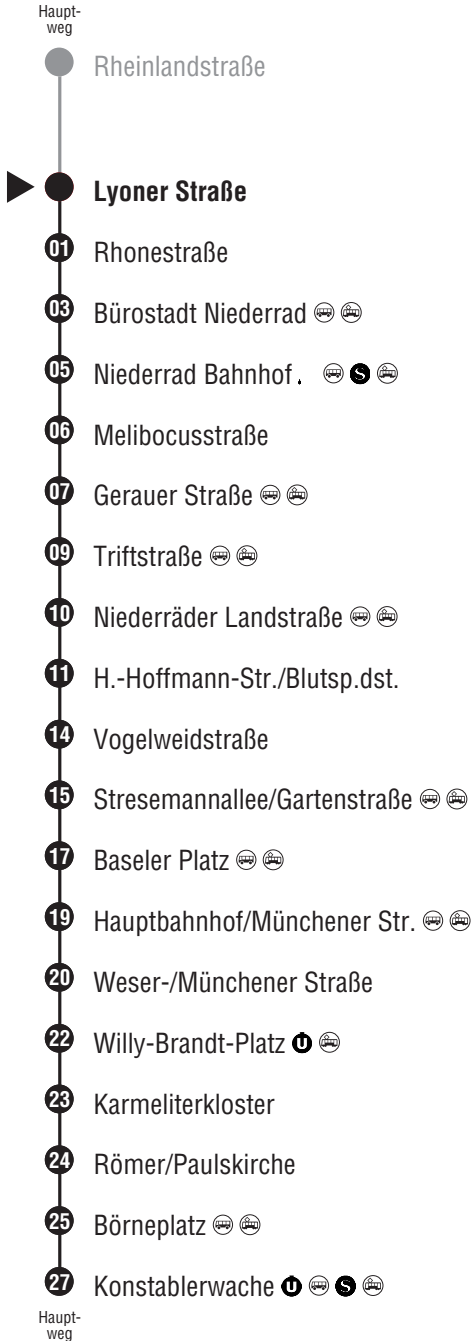 Haupt-
weg
Rheinlandstraße
Lyoner Straße
01 Rhonestraße
03 Bürostadt Niederrad
05 Niederrad Bahnhof. S
06 Melibocusstraße
07 Gerauer Straße
09 Triftstraße
10 Niederräder Landstraße
11 H.-Hoffmann-Str./Blutsp.dst.
14 Vogelweidstraße
15 Stresemannallee/Gartenstraße
17 Baseler Platz
19 Hauptbahnhof/Münchener Str.
20 Weser-/Münchener Straße
22 Willy-Brandt-Platz U
23 Karmeliterkloster
24 Römer/Paulskirche
25 Börneplatz
27 Konstablerwache U S
Haupt-
weg